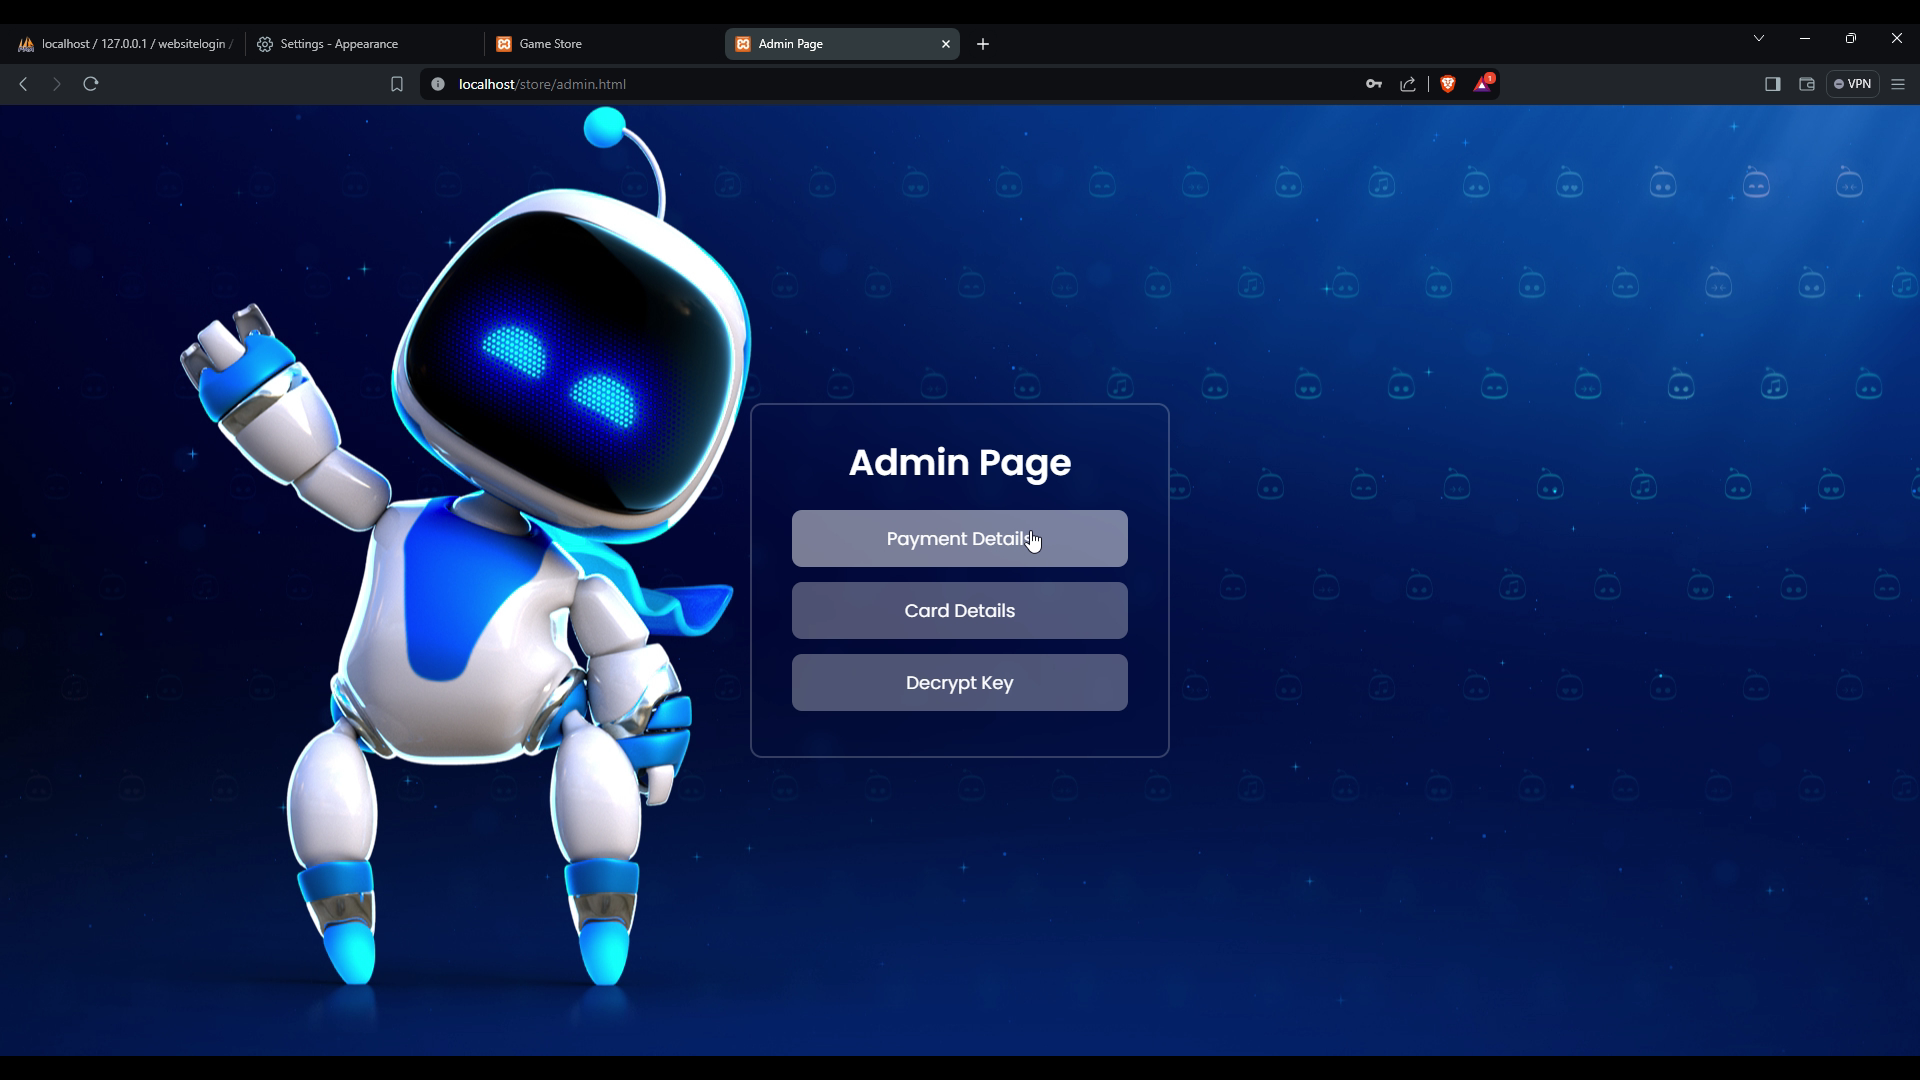 localhost / 127.0.0.1 / websitelogin /
Settings - Appearance
Game Store
Admin Page
localhost/store/admin.html
1
VPN
Admin Page
Payment Details
Card Details
Decrypt Key